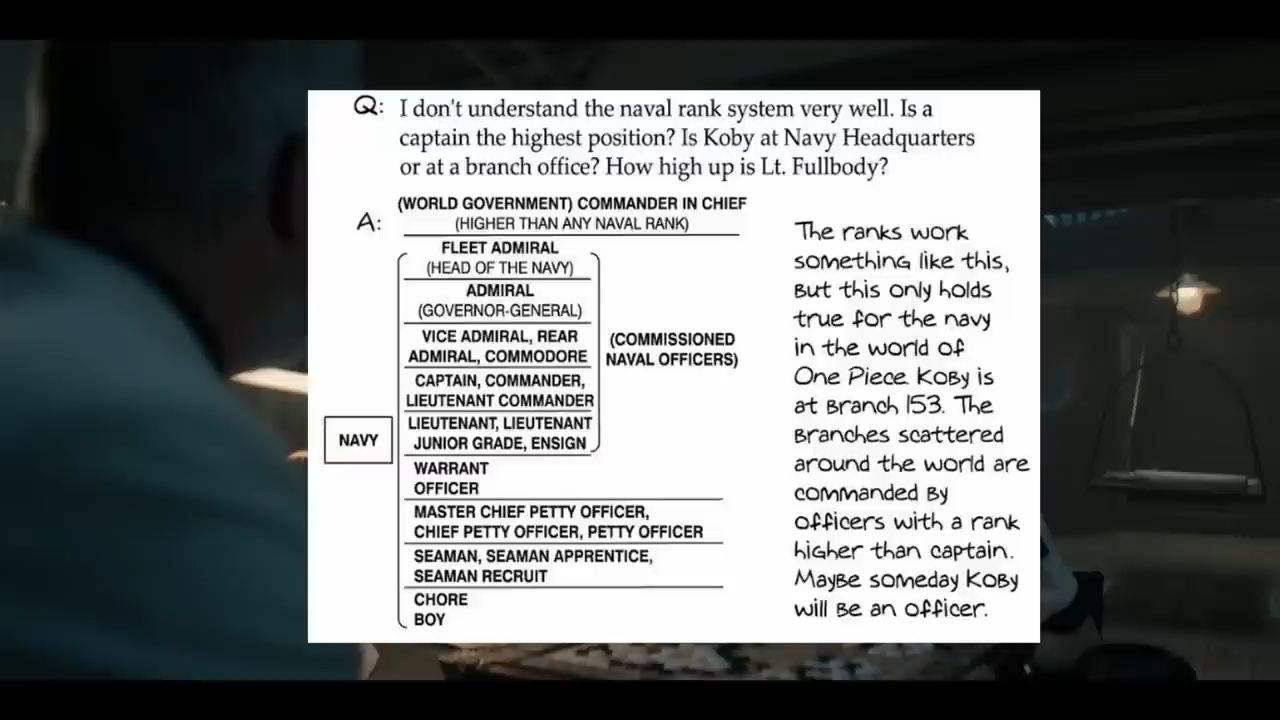 Q: I don't understand the naval rank system very well. Is a
captain the highest position? Is Koby at Navy Headquarters
or at a branch office? How high up is Lt. Fullbody?
A:
(WORLD GOVERNMENT) COMMANDER IN CHIEF
(HIGHER THAN ANY NAVAL RANK)
FLEET ADMIRAL
(HEAD OF THE NAVY)
ADMIRAL
(GOVERNOR-GENERAL)
VICE ADMIRAL, REAR
ADMIRAL, COMMODORE
CAPTAIN, COMMANDER,
LIEUTENANT COMMANDER
LIEUTENANT, LIEUTENANT
JUNIOR GRADE, ENSIGN
(COMMISSIONED
NAVAL OFFICERS)
NAVY
WARRANT
OFFICER
MASTER CHIEF PETTY OFFICER,
CHIEF PETTY OFFICER, PETTY OFFICER
SEAMAN, SEAMAN APPRENTICE,
SEAMAN RECRUIT
CHORE
BOY
The ranks work
something like this,
but this only holds
true for the navy
in the world of
One Piece. Koby is
at Branch 153. The
branches scattered
around the world are
commanded by
officers with a rank
higher than captain.
Maybe someday Koby
will be an officer.